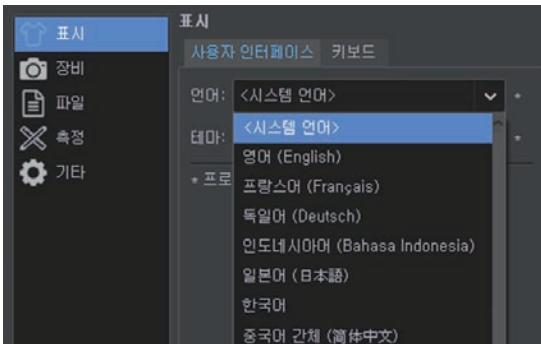 표시
장비
파일
측정
기타
표시
사용자 인터페이스 키보드
언어: <시스템 언어> *
테마: *
* 프로
<시스템 언어>
영어 (English)
프랑스어 (Français)
독일어 (Deutsch)
인도네시아어 (Bahasa Indonesia)
일본어 (日本語)
한국어
중국어 간체 (简体中文)